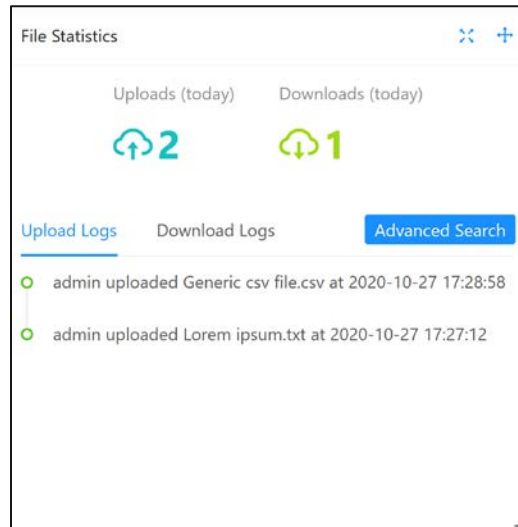 File Statistics
Uploads (today) Downloads (today)
2 1
Upload Logs Download Logs Advanced Search
admin uploaded Generic csv file.csv at 2020-10-27 17:28:58
admin uploaded Lorem ipsum.txt at 2020-10-27 17:27:12